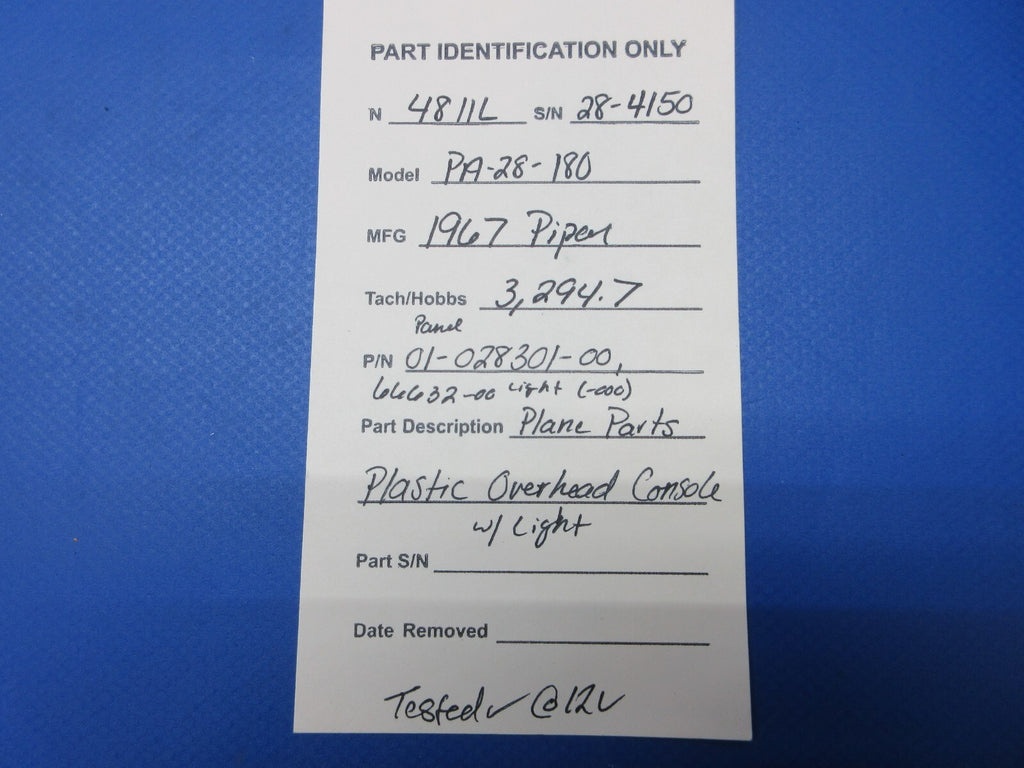 PART IDENTIFICATION ONLY
N 4811L S/N 28-4150
Model PA-28-180
MFG 1967 Piper
Tach/Hobbs 3,294.7
Panel
P/N 01-028301-00,
66632-00 Light (-000)
Part Description Plane Parts
Plastic Overhead Console
w/ Light
Part S/N
Date Removed
Tested ✓ @ 12V